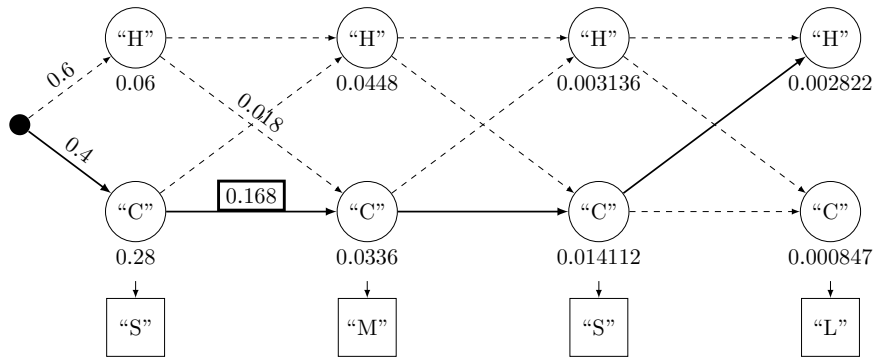 “H” “H” “H” “H”
0.6 0.06 0.0448 0.003136 0.002822
0.018
0.4
0.168
“C” “C” “C” “C”
0.28 0.0336 0.014112 0.000847
“S” “M” “S” “L”